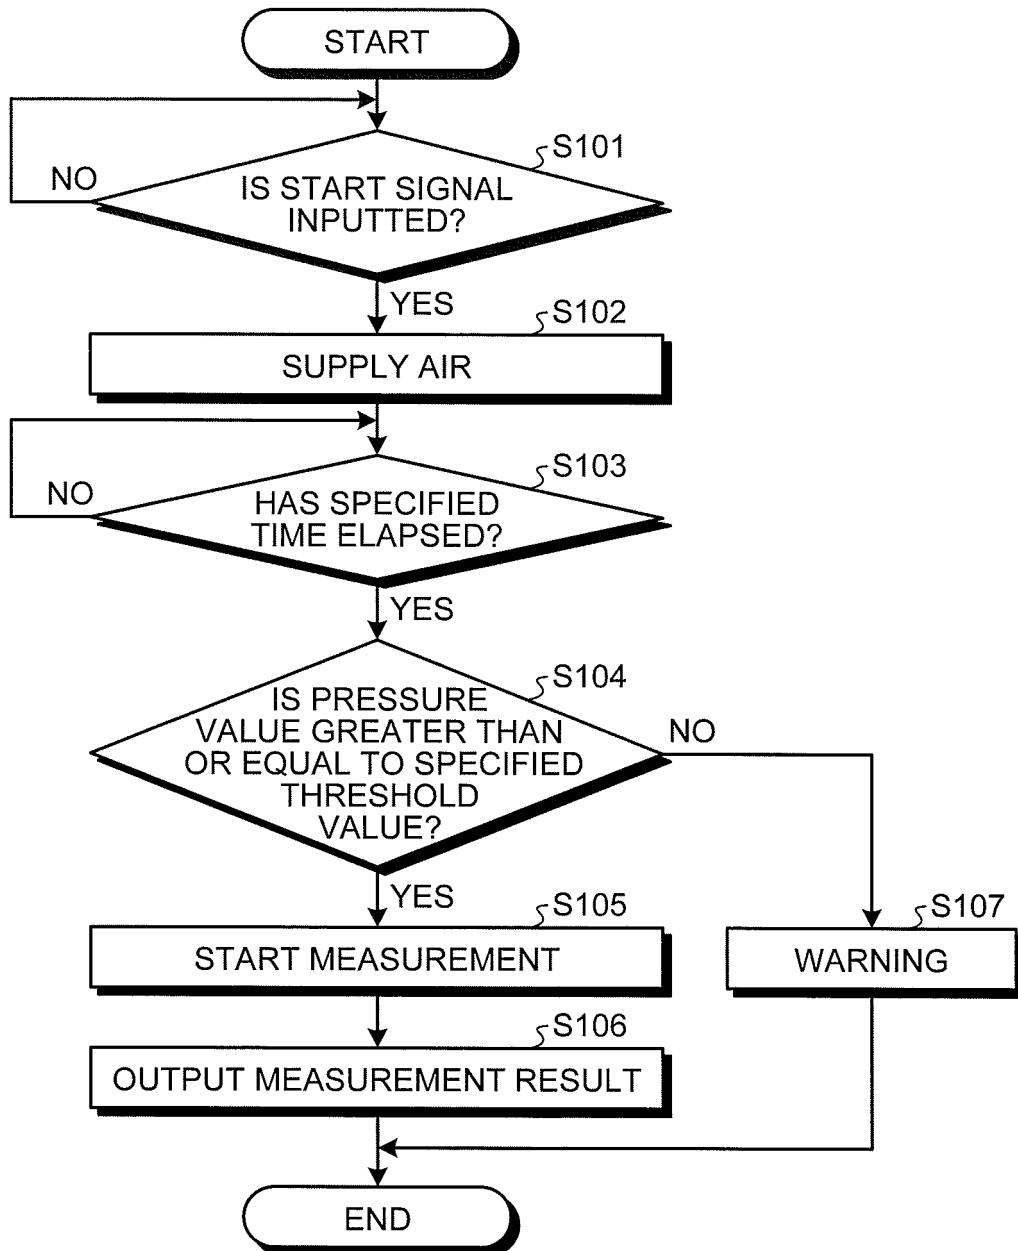 START
S101
NO
IS START SIGNAL
INPUTTED?
YES
S102
SUPPLY AIR
S103
NO
HAS SPECIFIED
TIME ELAPSED?
YES
S104
IS PRESSURE
VALUE GREATER THAN
OR EQUAL TO SPECIFIED
THRESHOLD
VALUE?
NO
YES
S105
START MEASUREMENT
S107
WARNING
S106
OUTPUT MEASUREMENT RESULT
END